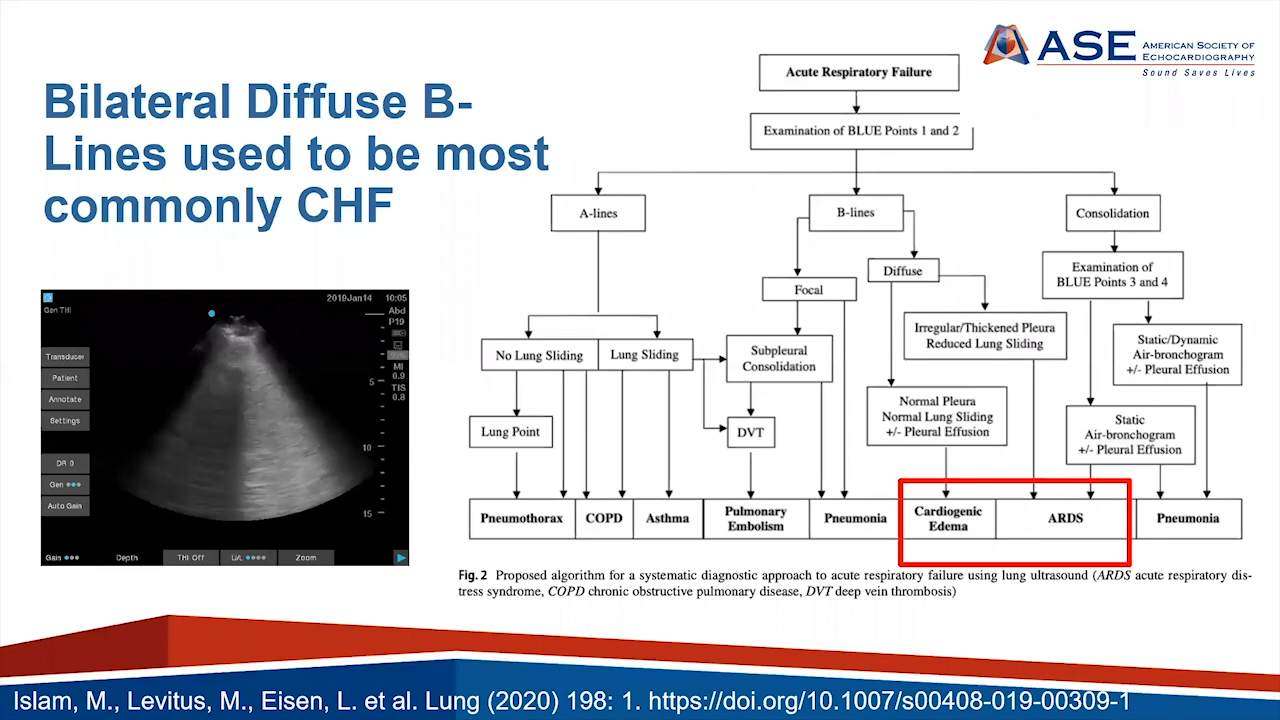 Bilateral Diffuse B-
Lines used to be most
commonly CHF
ASE
AMERICAN SOCIETY OF
ECHOCARDIOGRAPHY
Sound Saves Lives
Acute Respiratory Failure
Examination of BLUE Points 1 and 2
A-lines
B-lines
Consolidation
Focal
Diffuse
Examination of
BLUE Points 3 and 4
No Lung Sliding
Lung Sliding
Subpleural
Consolidation
Irregular/Thickened Pleura
Reduced Lung Sliding
Static/Dynamic
Air-bronchogram
+/- Pleural Effusion
Lung Point
DVT
Normal Pleura
Normal Lung Sliding
+/- Pleural Effusion
Static
Air-bronchogram
+/- Pleural Effusion
Pneumothorax
COPD
Asthma
Pulmonary
Embolism
Pneumonia
Cardiogenic
Edema
ARDS
Pneumonia
Fig. 2 Proposed algorithm for a systematic diagnostic approach to acute respiratory failure using lung ultrasound (ARDS acute respiratory dis-
tress syndrome, COPD chronic obstructive pulmonary disease, DVT deep vein thrombosis)
2019Jan14 10:05
Gen THI
Abd
P19
MI
0.9
TIS
0.8
Transducer
Patient
Annotate
Settings
DR 0
Gen
Auto Gain
5
10
15
Gain
Depth
THI Off
U/L
Zoom
Islam, M., Levitus, M., Eisen, L. et al. Lung (2020) 198: 1. https://doi.org/10.1007/s00408-019-00309-1